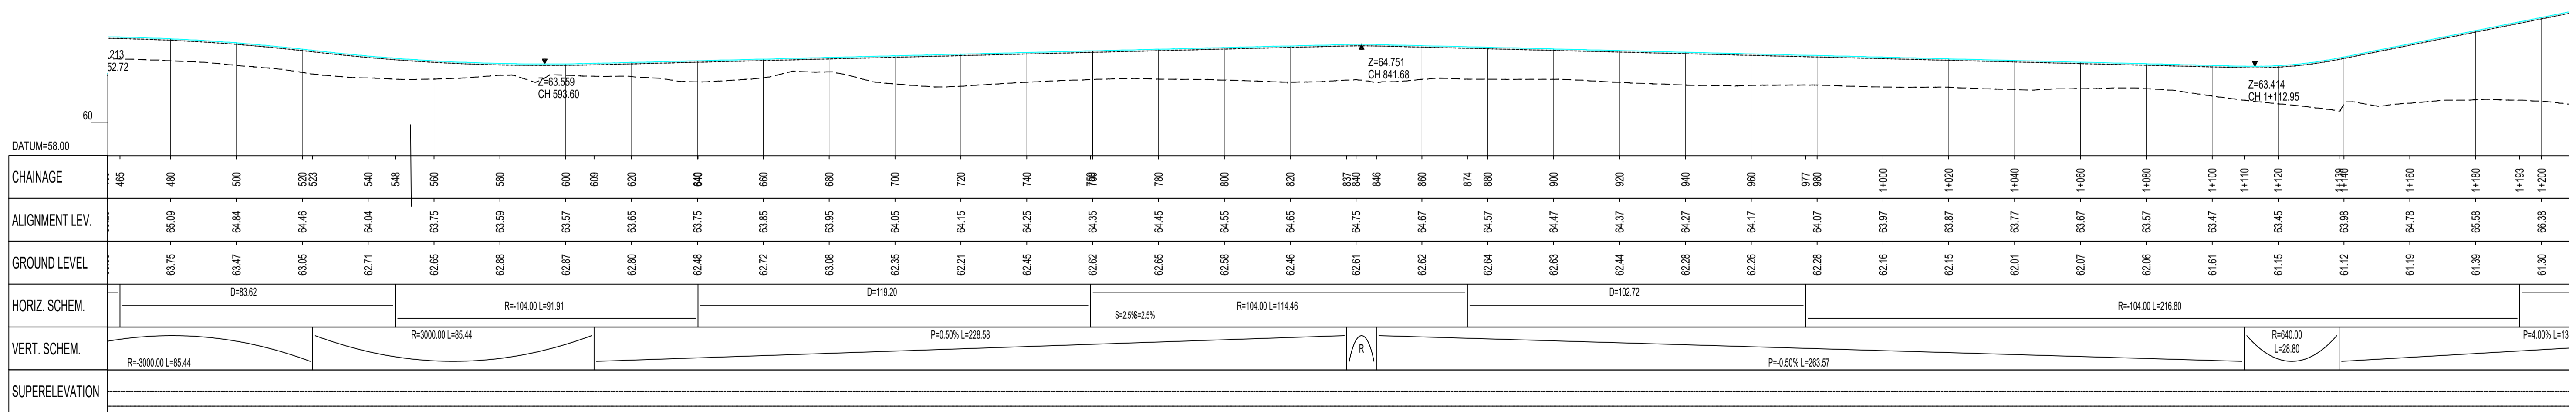 213
52.72
Z=63.559
CH 593.60
Z=64.751
CH 841.68
Z=63.414
CH 1+112.95
60
DATUM=58.00
CHAINAGE 465 480 500 520 523 540 548 560 580 600 609 620 640 660 680 700 720 740 760 780 800 820 837 840 846 860 874 880 900 920 940 960 977 980 1+000 1+020 1+040 1+060 1+080 1+100 1+110 1+120 1+140 1+160 1+180 1+193 1+200
ALIGNMENT LEV. 65.09 64.84 64.46 64.04 63.75 63.59 63.57 63.65 63.75 63.85 63.95 64.05 64.15 64.25 64.35 64.45 64.55 64.65 64.75 64.67 64.57 64.47 64.37 64.27 64.17 64.07 63.97 63.87 63.77 63.67 63.57 63.47 63.45 63.98 64.78 65.58 66.38
GROUND LEVEL 63.75 63.47 63.05 62.71 62.65 62.88 62.87 62.80 62.48 62.72 63.08 62.35 62.21 62.45 62.62 62.65 62.58 62.46 62.61 62.62 62.64 62.63 62.44 62.28 62.26 62.28 62.16 62.15 62.01 62.07 62.06 61.61 61.15 61.12 61.19 61.39 61.30
HORIZ. SCHEM. D=83.62 R=-104.00 L=91.91 D=119.20 S=2.5% S=2.5% R=104.00 L=114.46 D=102.72 R=-104.00 L=216.80
VERT. SCHEM. R=-3000.00 L=85.44 R=3000.00 L=85.44 P=0.50% L=228.58 R P=-0.50% L=263.57 R=640.00 L=28.80 P=4.00% L=13
SUPERELEVATION